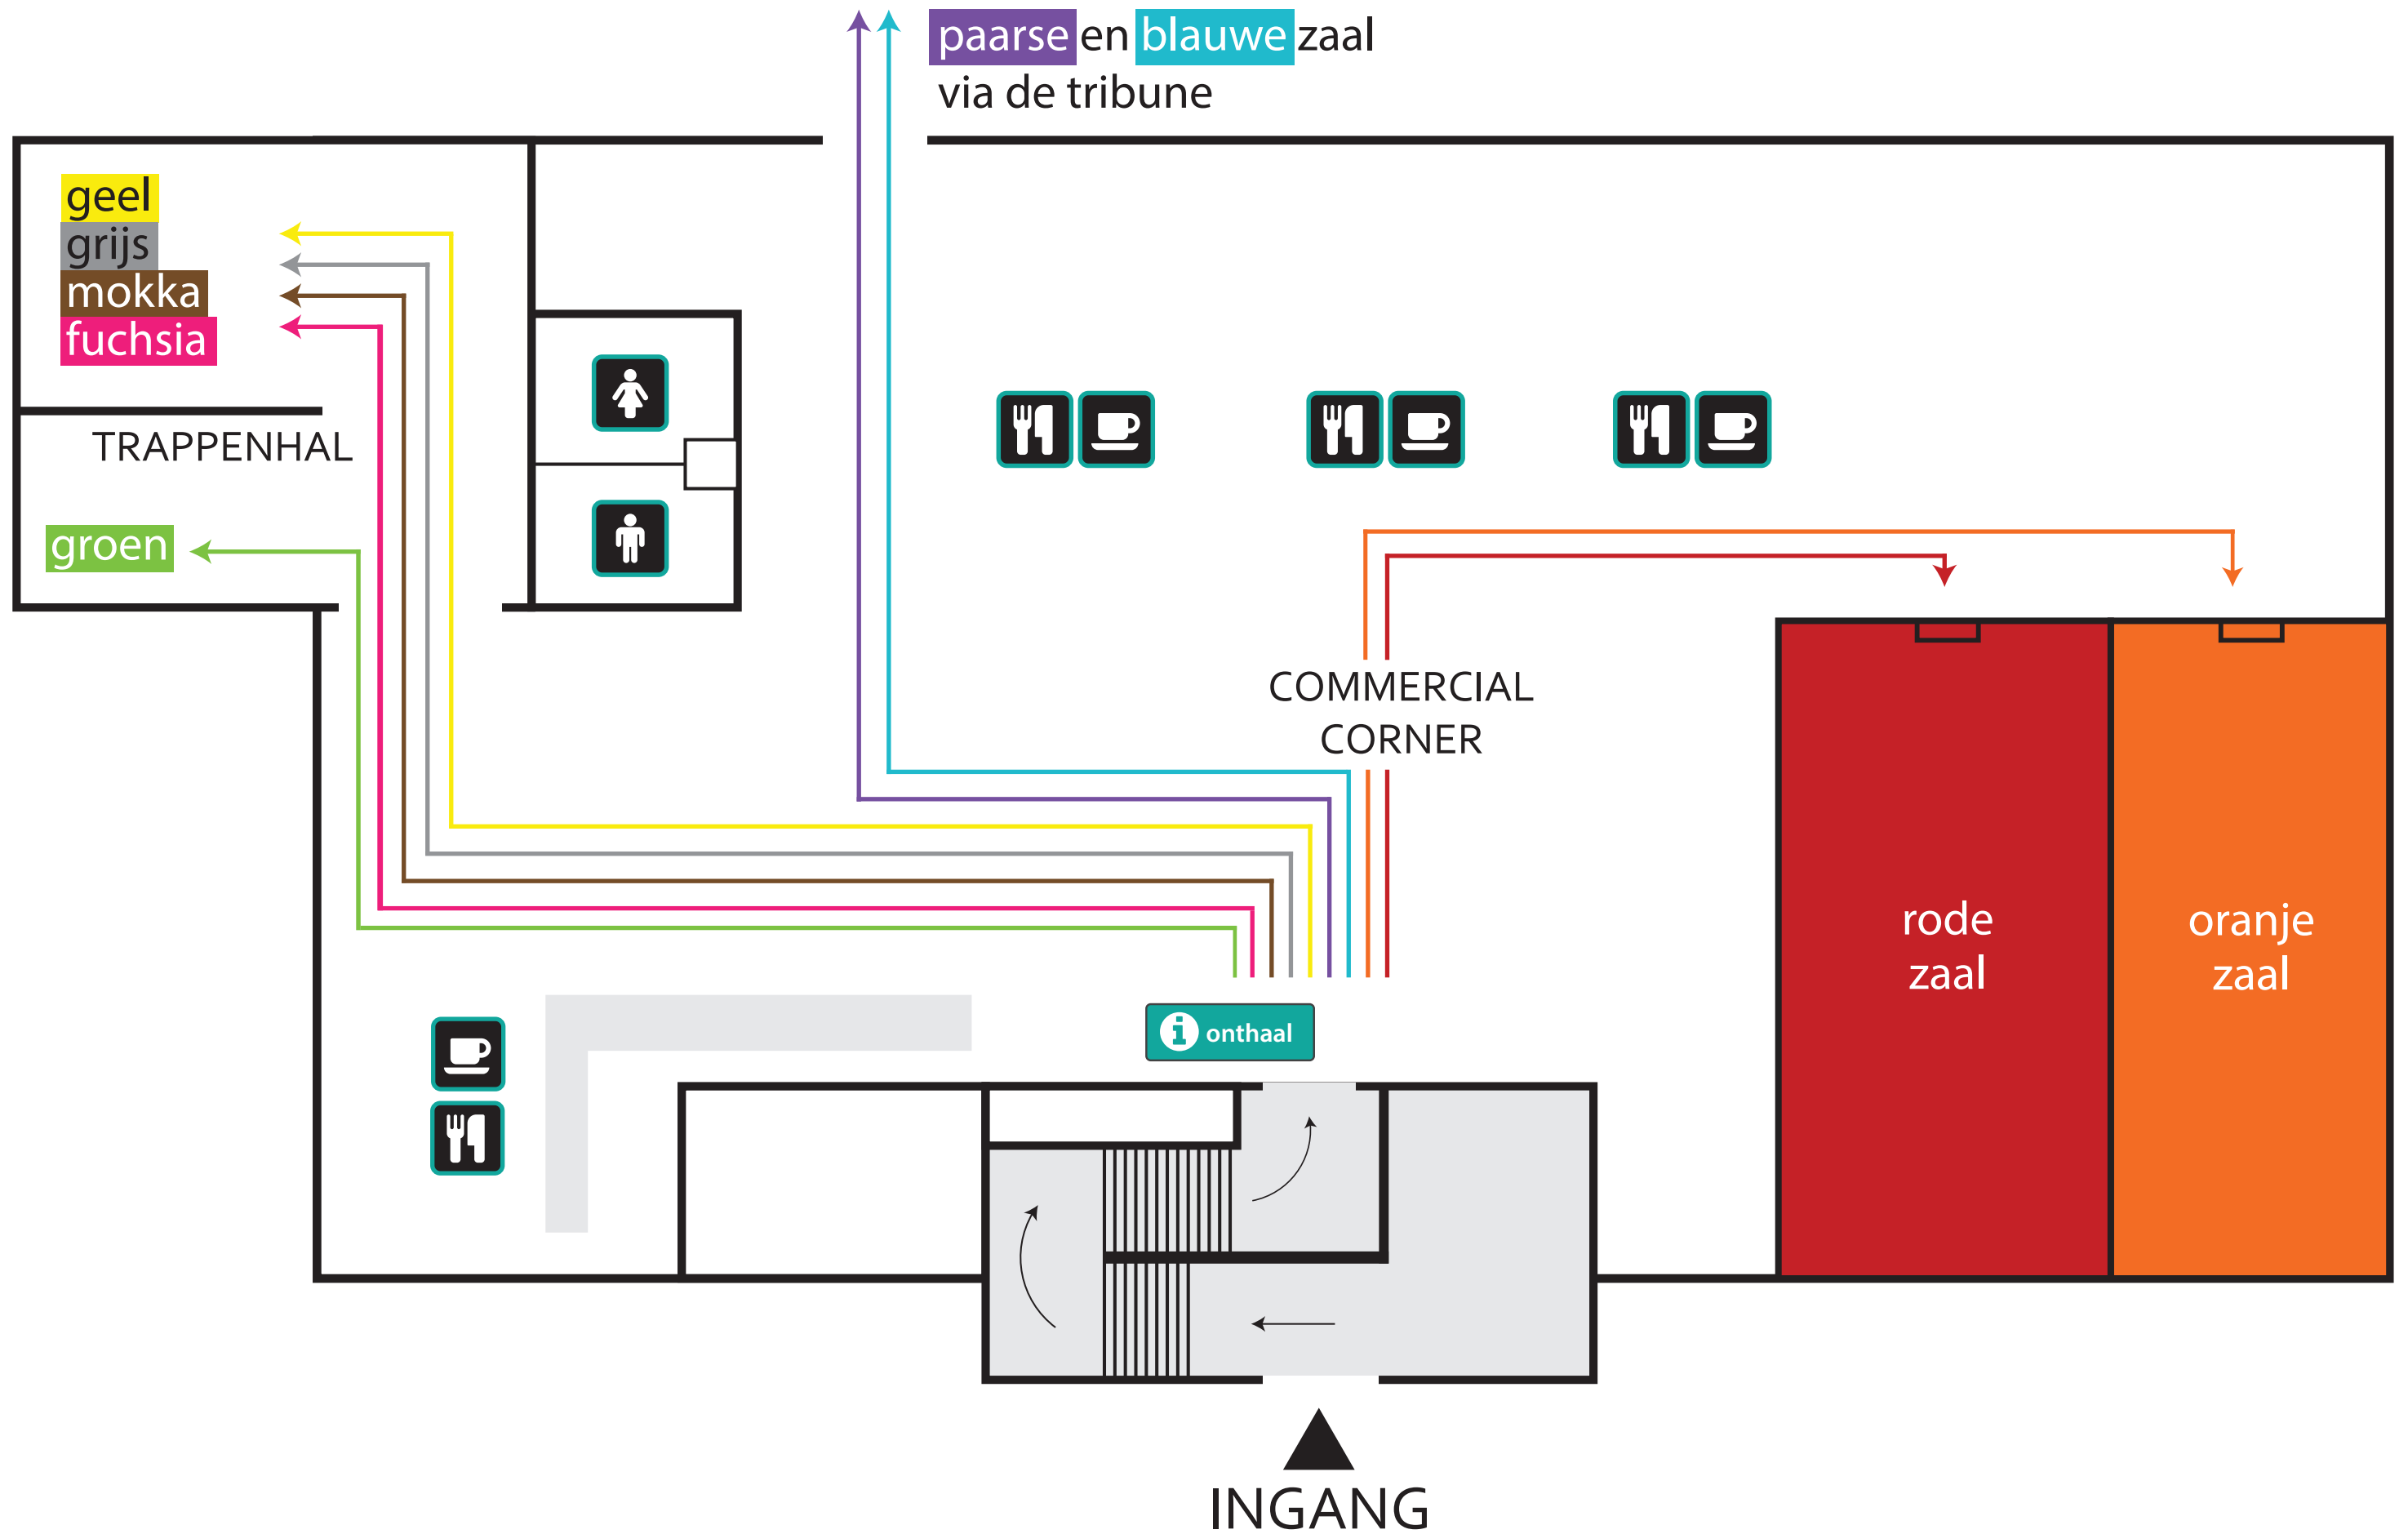 paarse en blauwe zaal
via de tribune
geel
grijs
mokka
fuchsia
TRAPPENHAL
groen
COMMERCIAL
CORNER
rode
zaal
oranje
zaal
i onthaal
INGANG